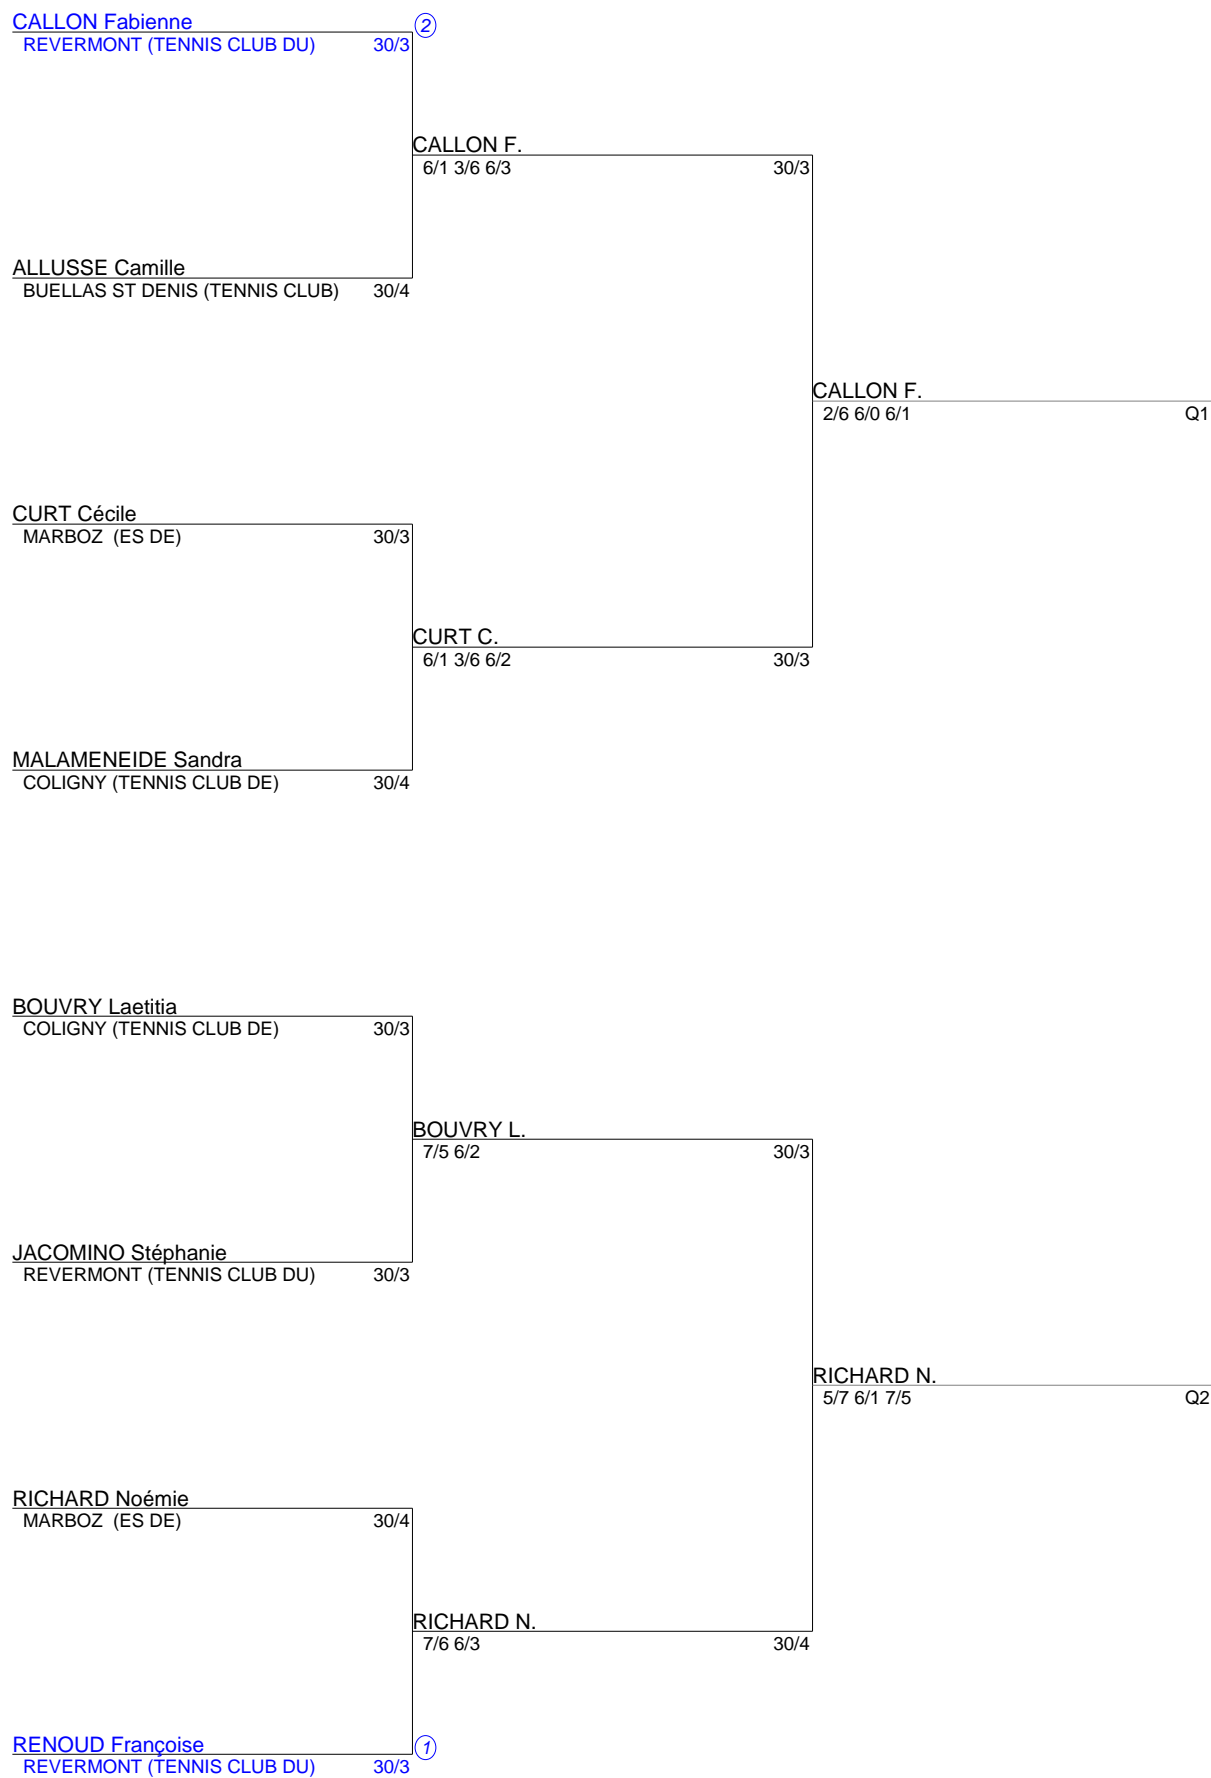 CALLON Fabienne 2
REVERMONT (TENNIS CLUB DU) 30/3
CALLON F.
6/1 3/6 6/3 30/3
ALLUSSE Camille
BUELLAS ST DENIS (TENNIS CLUB) 30/4
CALLON F.
2/6 6/0 6/1 Q1
CURT Cécile
MARBOZ (ES DE) 30/3
CURT C.
6/1 3/6 6/2 30/3
MALAMENEIDE Sandra
COLIGNY (TENNIS CLUB DE) 30/4
BOUVRY Laetitia
COLIGNY (TENNIS CLUB DE) 30/3
BOUVRY L.
7/5 6/2 30/3
JACOMINO Stéphanie
REVERMONT (TENNIS CLUB DU) 30/3
RICHARD N.
5/7 6/1 7/5 Q2
RICHARD Noémie
MARBOZ (ES DE) 30/4
RICHARD N.
7/6 6/3 30/4
RENOUD Françoise 1
REVERMONT (TENNIS CLUB DU) 30/3